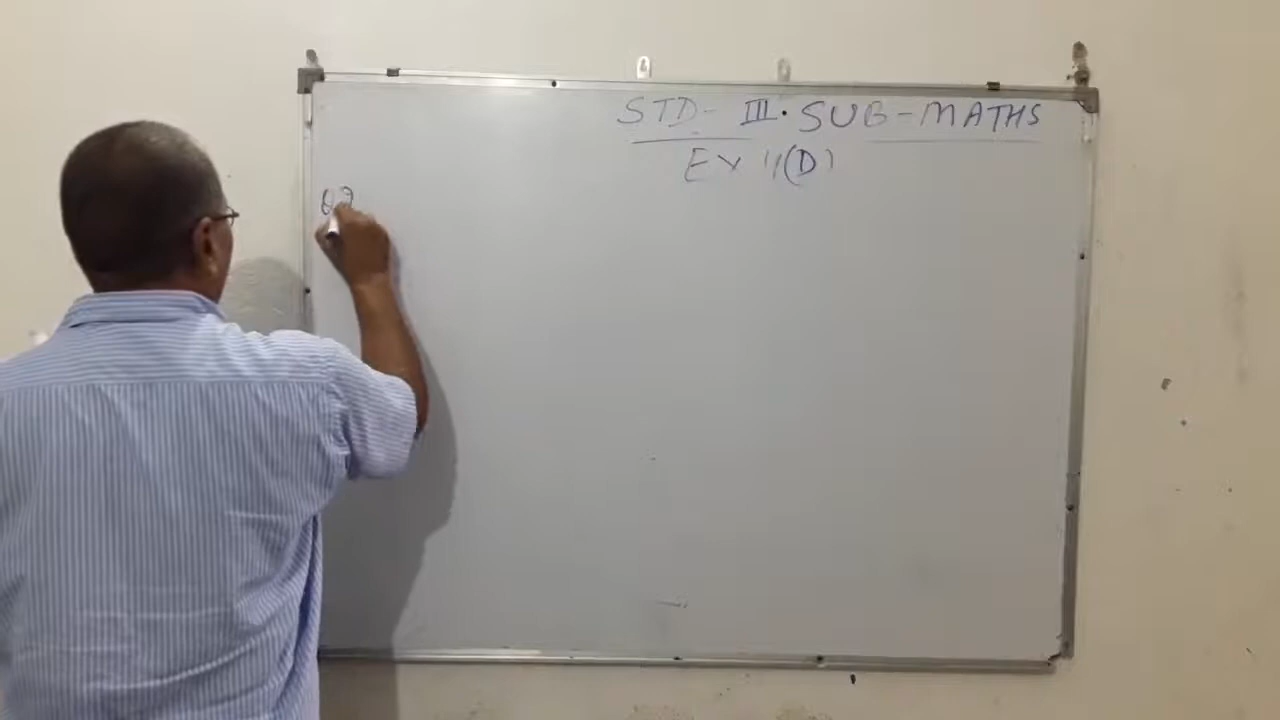 STD- III. SUB-MATHS
EX 11(D)